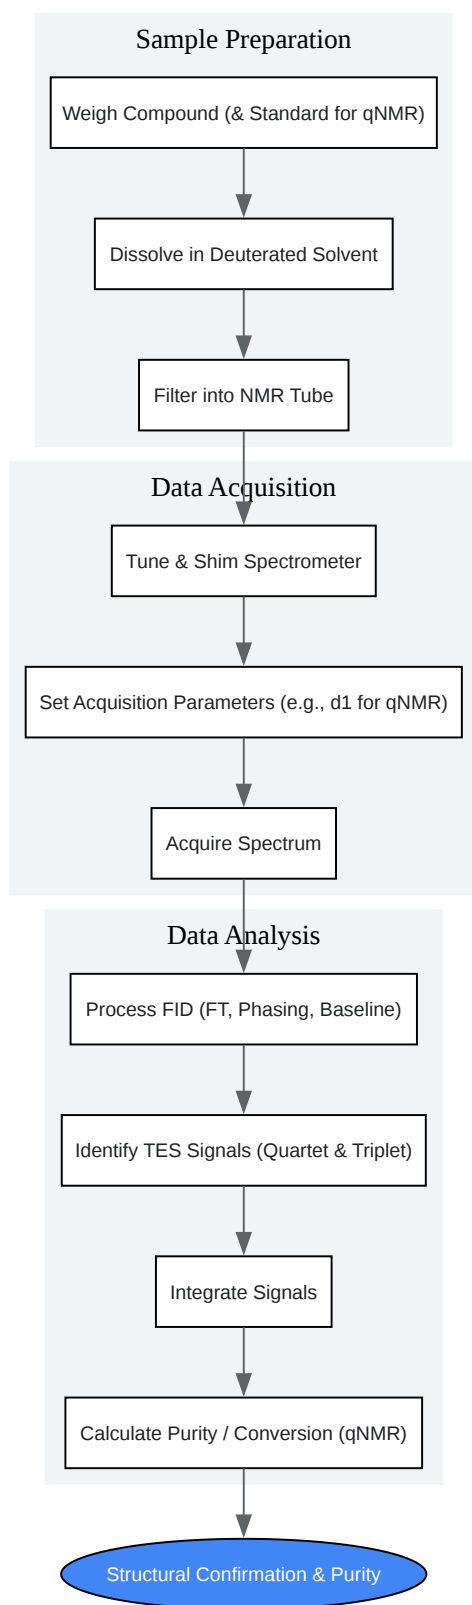 Sample Preparation
Weigh Compound (& Standard for qNMR)
Dissolve in Deuterated Solvent
Filter into NMR Tube
Data Acquisition
Tune & Shim Spectrometer
Set Acquisition Parameters (e.g., d1 for qNMR)
Acquire Spectrum
Data Analysis
Process FID (FT, Phasing, Baseline)
Identify TES Signals (Quartet & Triplet)
Integrate Signals
Calculate Purity / Conversion (qNMR)
Structural Confirmation & Purity